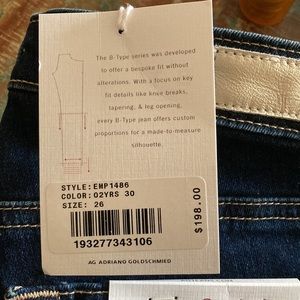 The B-Type series was developed
to offer a bespoke fit without
alterations. With a focus on key
fit details like knee breaks,
tapering, & leg opening,
every B-Type jean offers custom
proportions for a made-to-measure
silhouette.
STYLE:EMP1486
COLOR:02YRS 30
SIZE: 26
$198.00
193277343106
AG ADRIANO GOLDSCHMIED